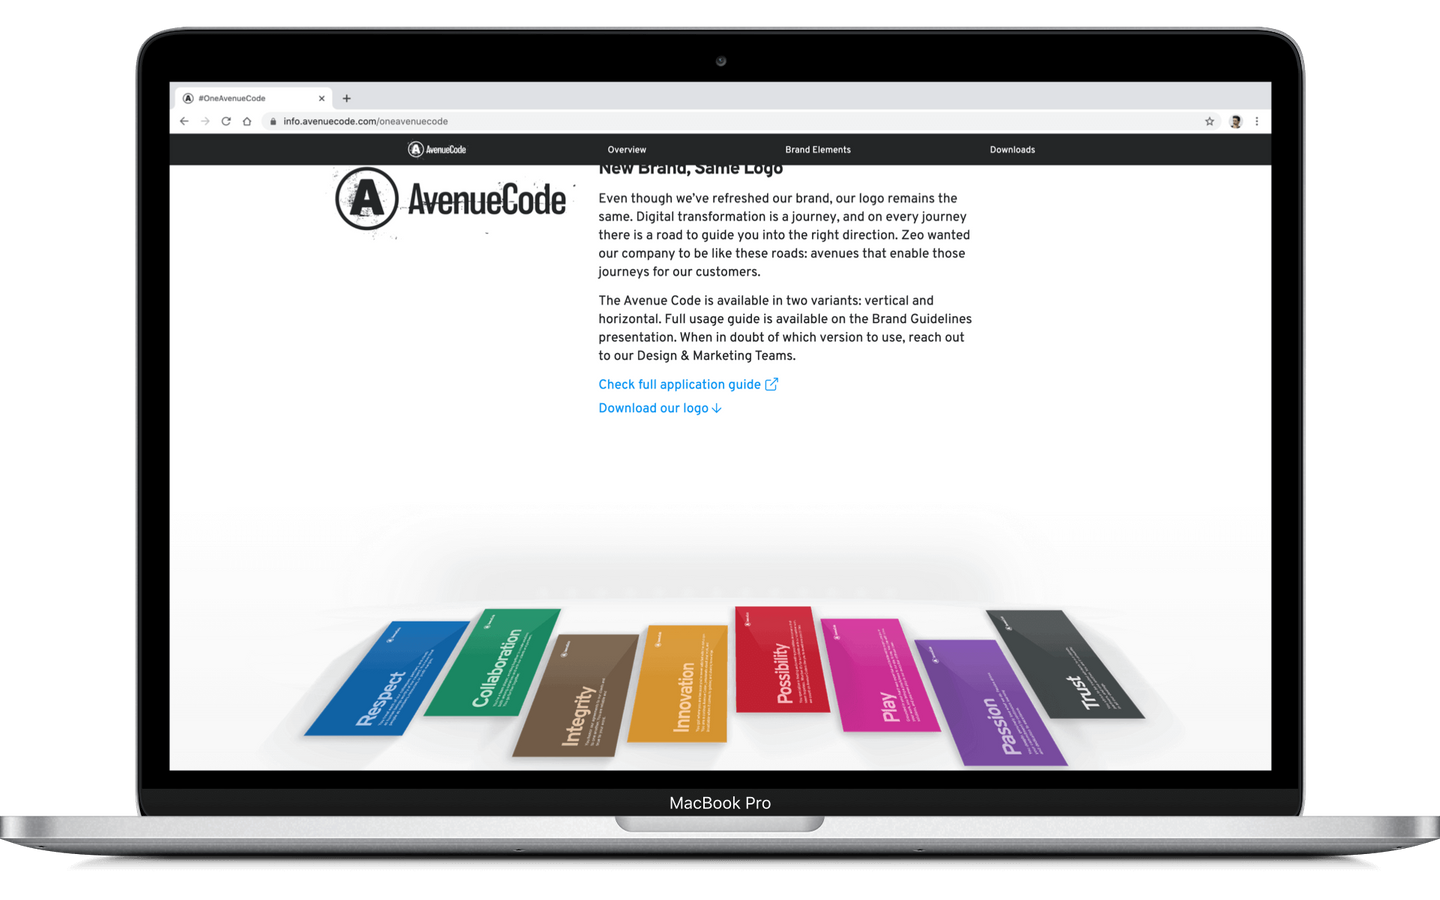 #OneAvenueCode
info.avenuecode.com/oneavenuecode
AvenueCode
Overview
Brand Elements
Downloads
New Brand, Same Logo
A AvenueCode
Even though we've refreshed our brand, our logo remains the
same. Digital transformation is a journey, and on every journey
there is a road to guide you into the right direction. Zeo wanted
our company to be like these roads: avenues that enable those
journeys for our customers.
The Avenue Code is available in two variants: vertical and
horizontal. Full usage guide is available on the Brand Guidelines
presentation. When in doubt of which version to use, reach out
to our Design & Marketing Teams.
Check full application guide
Download our logo
Respect
Collaboration
Integrity
Innovation
Possibility
Play
Passion
Trust
MacBook Pro